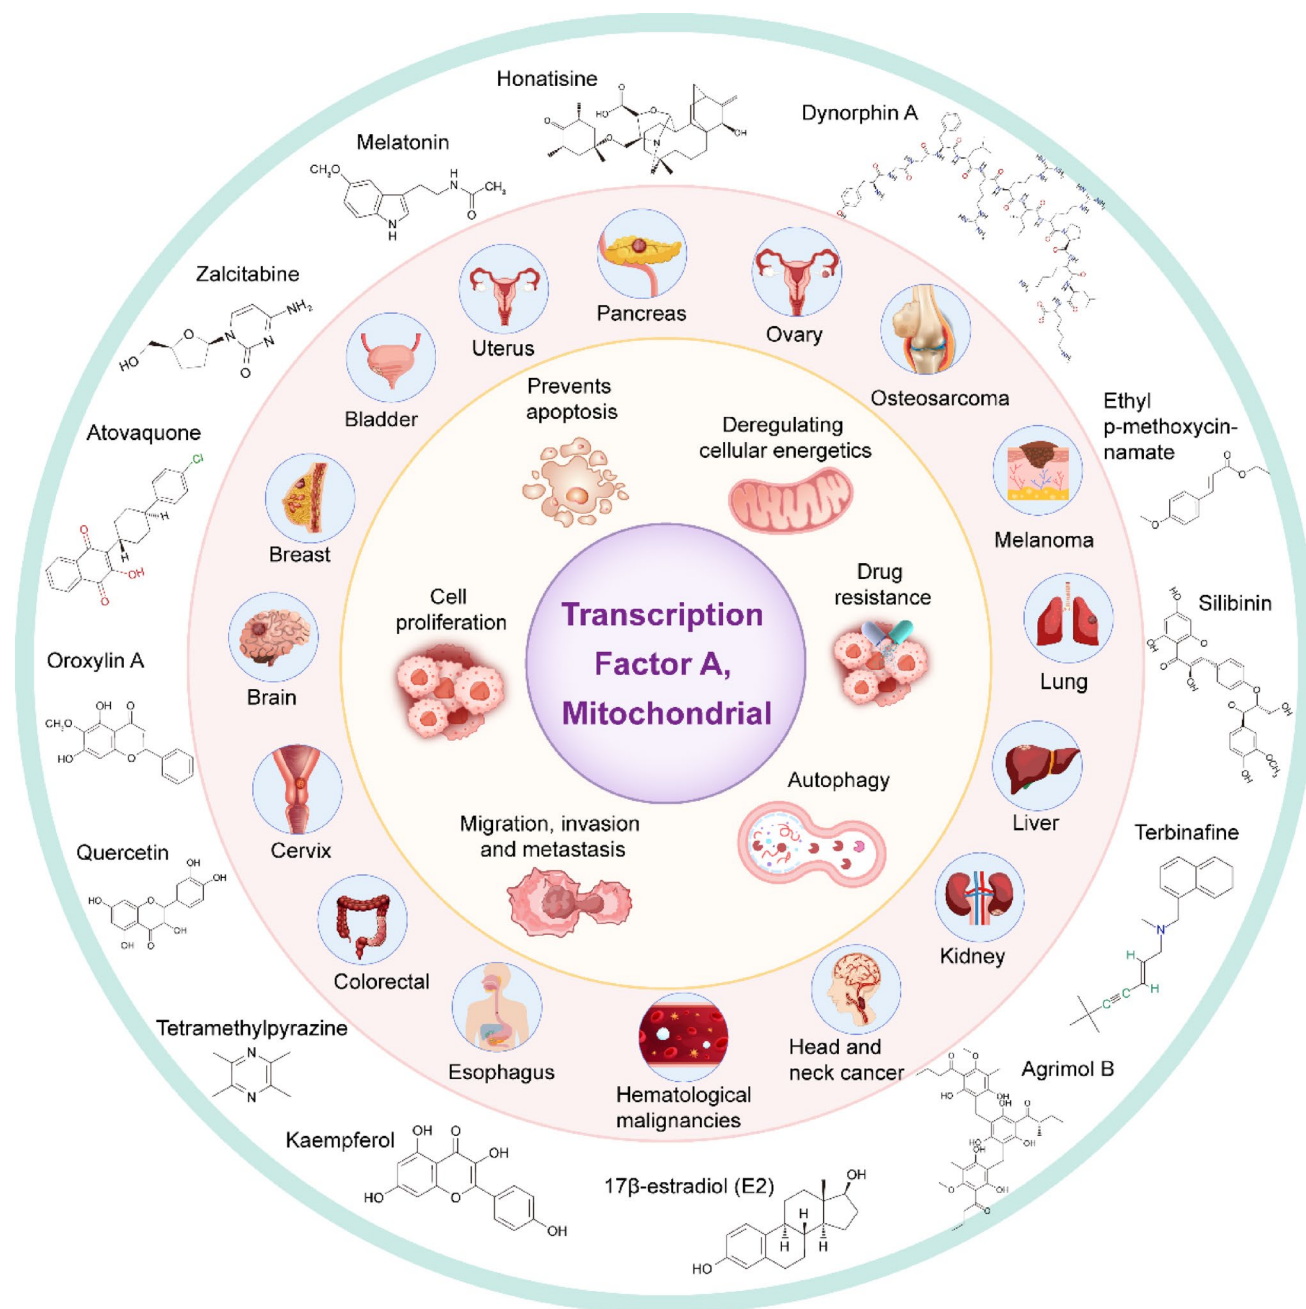 Honatisine
Dynorphin A
Melatonin
Zalcitabine
Atovaquone
Oroxylin A
Quercetin
Tetramethylpyrazine
Kaempferol
17β-estradiol (E2)
Agrimol B
Terbinafine
Silibinin
Ethyl
p-methoxycin-
namate
Pancreas
Ovary
Osteosarcoma
Melanoma
Lung
Liver
Kidney
Head and
neck cancer
Hematological
malignancies
Esophagus
Colorectal
Cervix
Brain
Breast
Bladder
Uterus
Prevents
apoptosis
Deregulating
cellular energetics
Drug
resistance
Autophagy
Migration, invasion
and metastasis
Cell
proliferation
Transcription
Factor A,
Mitochondrial